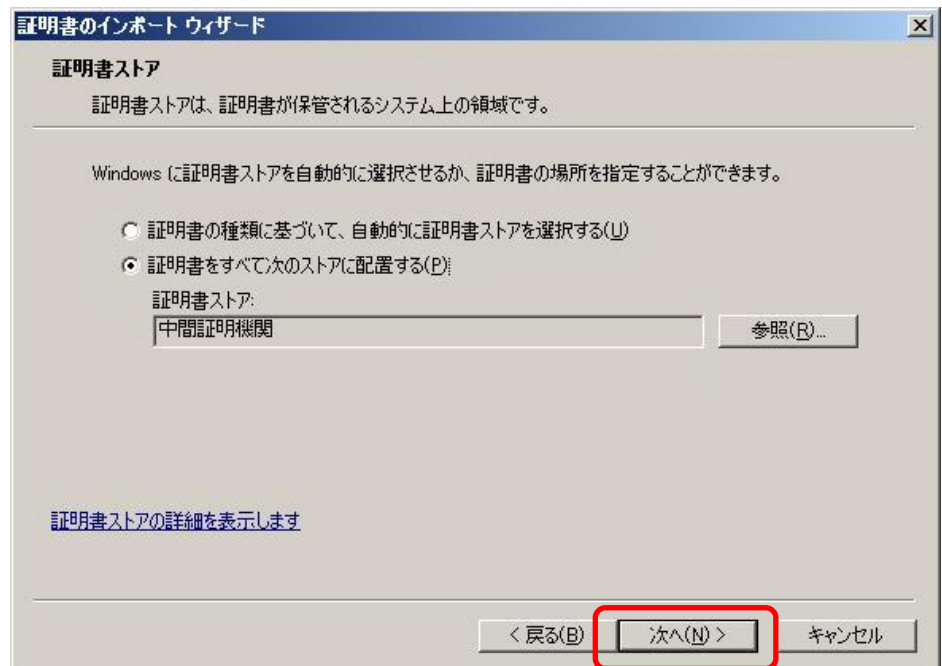 証明書のインポート ウィザード
証明書ストア
証明書ストアは、証明書が保管されるシステム上の領域です。
Windows に証明書ストアを自動的に選択させるか、証明書の場所を指定することができます。
証明書の種類に基づいて、自動的に証明書ストアを選択する(U)
証明書をすべて次のストアに配置する(P)
証明書ストア:
中間証明機関
参照(R)...
証明書ストアの詳細を表示します
< 戻る(B)
次へ(N) >
キャンセル